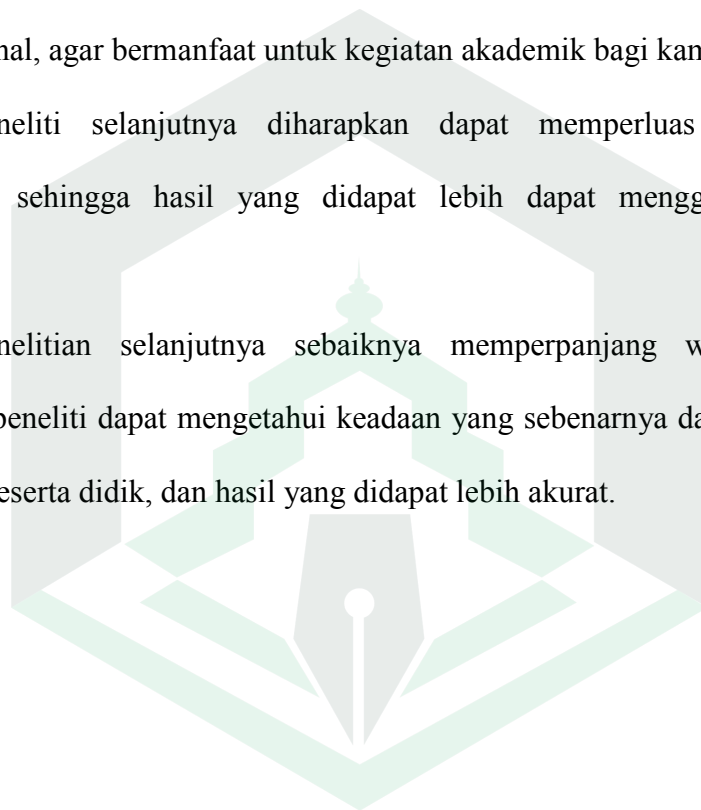 nal, agar bermanfaat untuk kegiatan akademik bagi kam
neliti selanjutnya diharapkan dapat memperluas
sehingga hasil yang didapat lebih dapat mengg
nelitian selanjutnya sebaiknya memperpanjang w
peneliti dapat mengetahui keadaan yang sebenarnya da
eserta didik, dan hasil yang didapat lebih akurat.